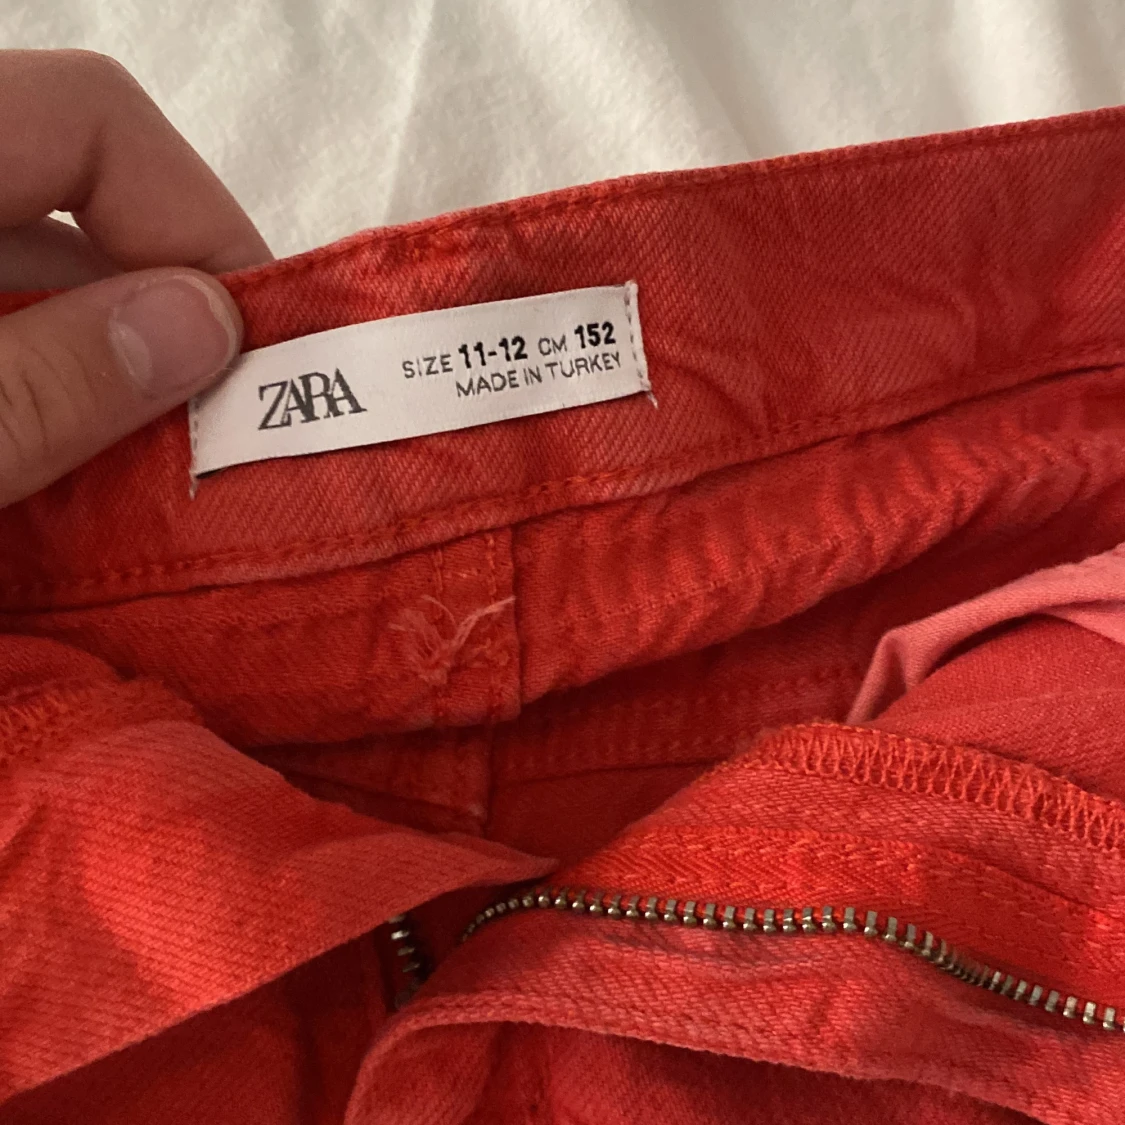 ZARA
SIZE 11-12 CM 152
MADE IN TURKEY